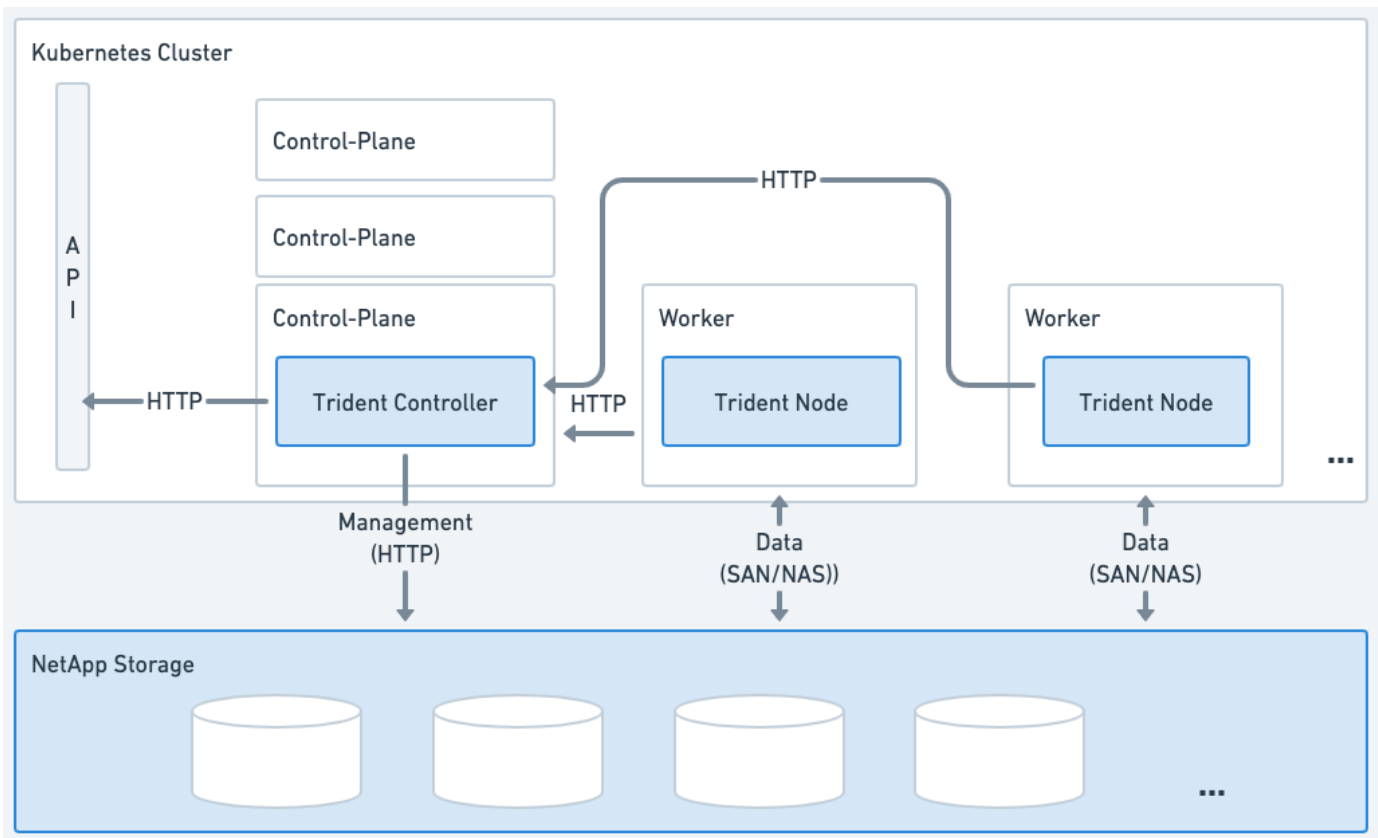 Kubernetes Cluster
A
P
I
Control-Plane
Control-Plane
Control-Plane
Trident Controller
HTTP
HTTP
HTTP
Worker
Trident Node
Worker
Trident Node
...
Management
(HTTP)
Data
(SAN/NAS))
Data
(SAN/NAS)
NetApp Storage
...